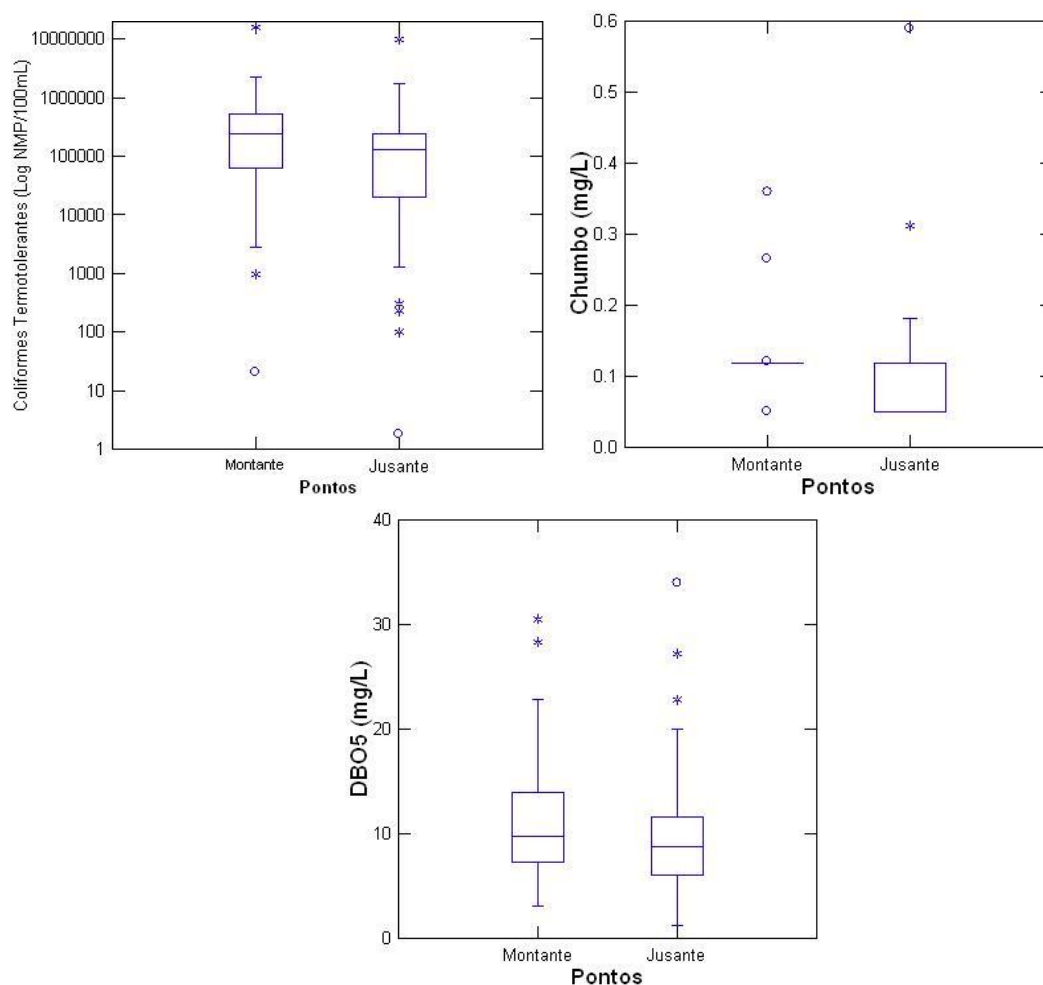 Coliformes Termotolerantes (Log NMP/100mL)
10000000
1000000
100000
10000
1000
100
10
1
Montante
Jusante
Pontos
Chumbo (mg/L)
0.6
0.5
0.4
0.3
0.2
0.1
0.0
Montante
Jusante
Pontos
DBO5 (mg/L)
40
30
20
10
0
Montante
Jusante
Pontos